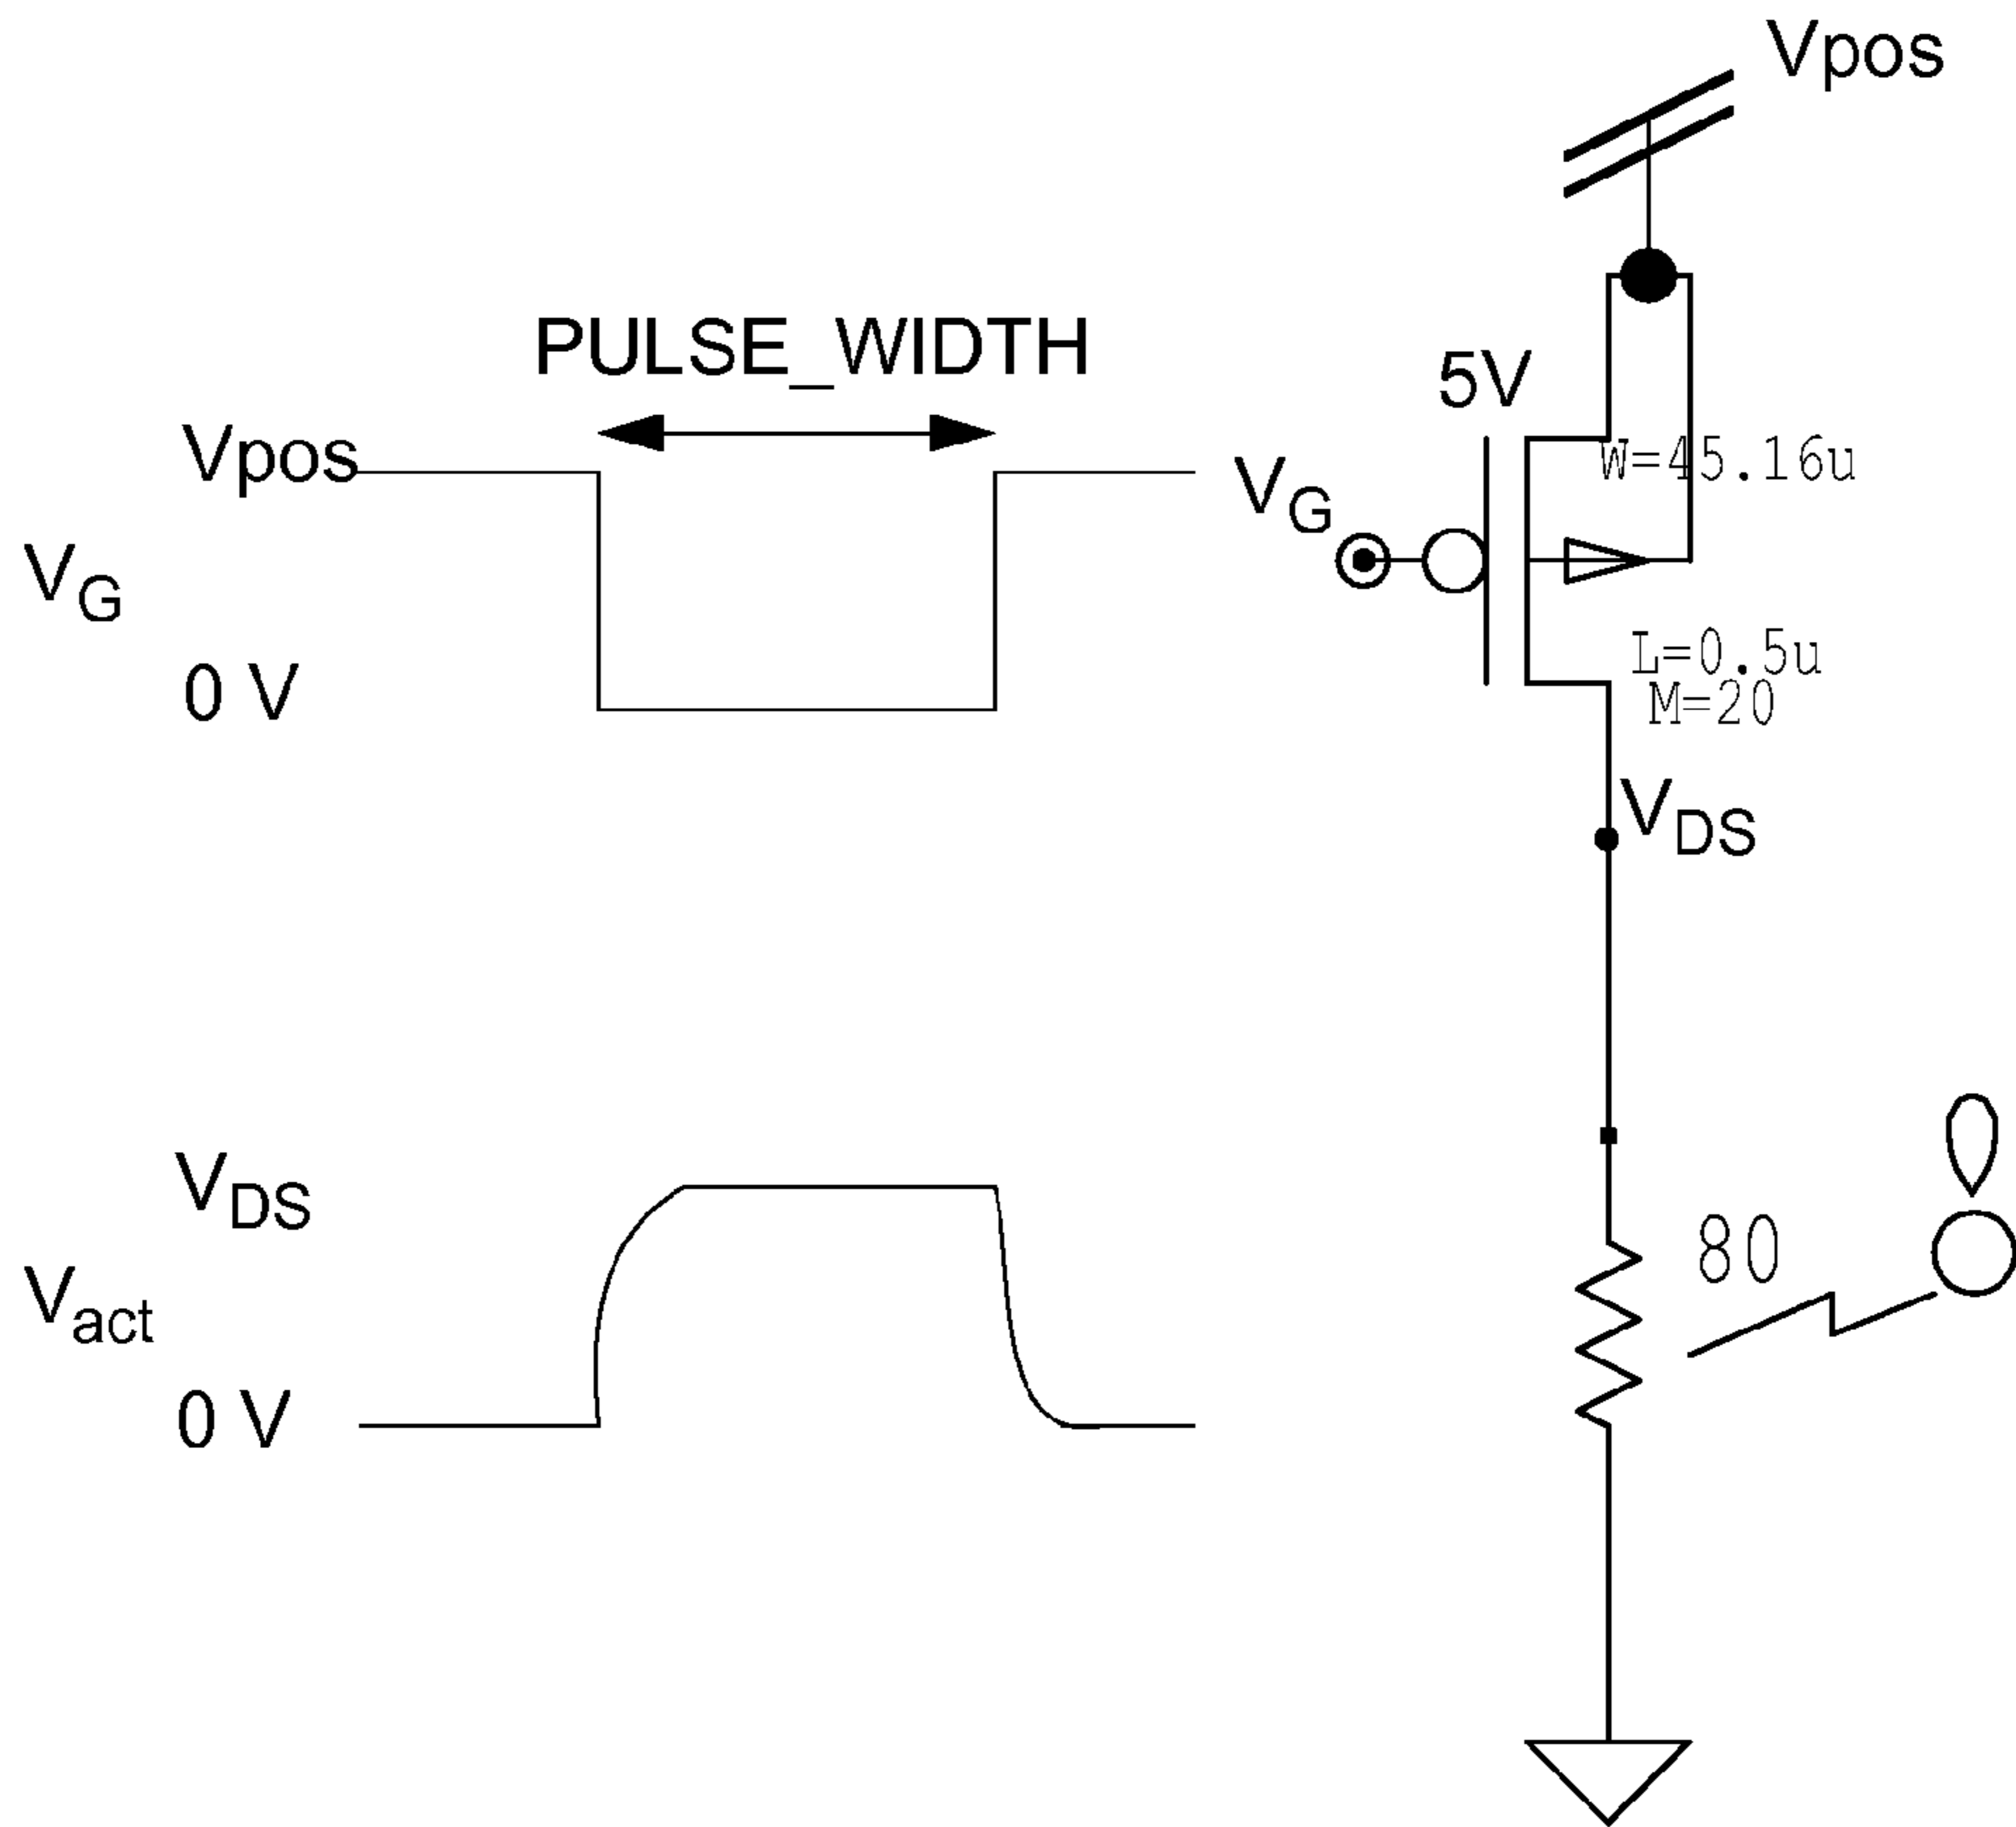 Vpos
PULSE_WIDTH
5V
Vpos
W=45.16u
VG
VG
L=0.5u
0 V
M=20
VDS
VDS
80
Vact
0 V